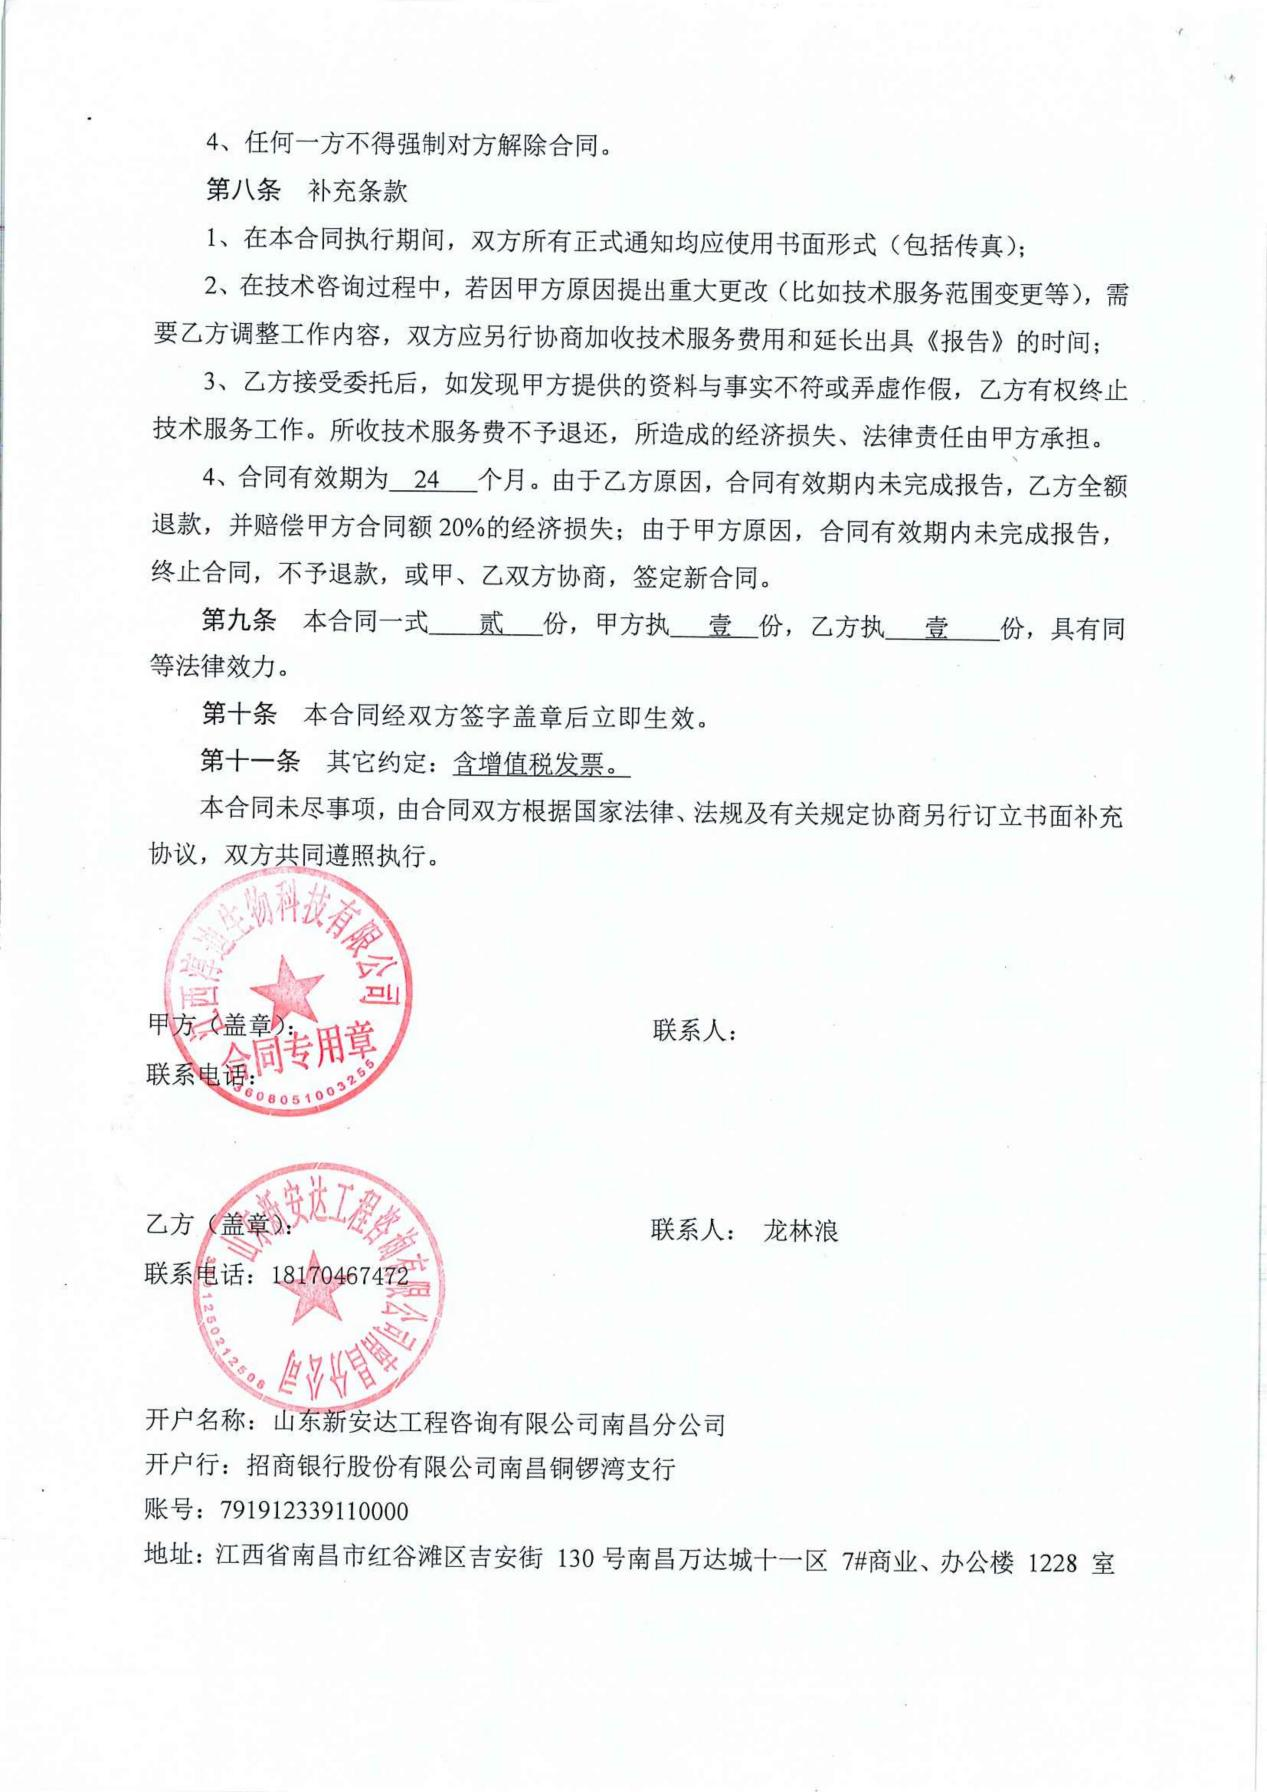 4、任何一方不得强制对方解除合同。
第八条 补充条款
1、在本合同执行期间，双方所有正式通知均应使用书面形式（包括传真）；
2、在技术咨询过程中，若因甲方原因提出重大更改（比如技术服务范围变更等），需
要乙方调整工作内容，双方应另行协商加收技术服务费用和延长出具《报告》的时间；
3、乙方接受委托后，如发现甲方提供的资料与事实不符或弄虚作假，乙方有权终止
技术服务工作。所收技术服务费不予退还，所造成的经济损失、法律责任由甲方承担。
4、合同有效期为 24 个月。由于乙方原因，合同有效期内未完成报告，乙方全额
退款，并赔偿甲方合同额 20%的经济损失；由于甲方原因，合同有效期内未完成报告，
终止合同，不予退款，或甲、乙双方协商，签定新合同。
第九条 本合同一式 贰 份，甲方执 壹 份，乙方执 壹 份，具有同
等法律效力。
第十条 本合同经双方签字盖章后立即生效。
第十一条 其它约定：含增值税发票。
本合同未尽事项，由合同双方根据国家法律、法规及有关规定协商另行订立书面补充
协议，双方共同遵照执行。
江西 迪生物科技有限公司
甲方（盖章）：
联系人：
合同专用章
联系电话：
3608051003255
山东新安达工程咨询有限公司南昌分公司
乙方（盖章）：
联系人： 龙林浪
联系电话：18170467472
开户名称：山东新安达工程咨询有限公司南昌分公司
开户行：招商银行股份有限公司南昌铜锣湾支行
账号：791912339110000
地址：江西省南昌市红谷滩区吉安街 130 号南昌万达城十一区 7#商业、办公楼 1228 室